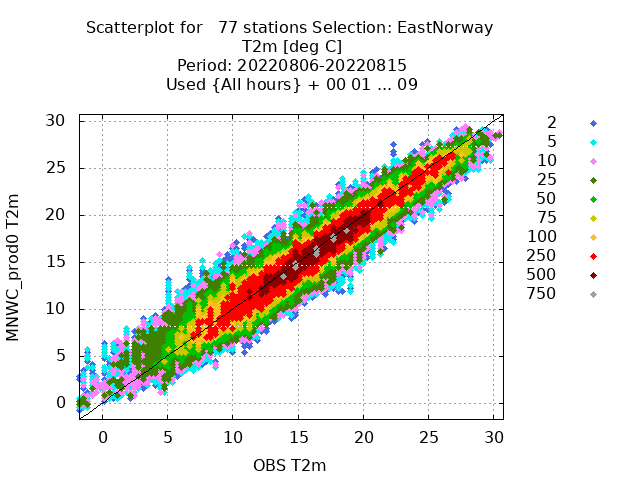 Scatterplot for   77 stations Selection: EastNorway
T2m [deg C]
Period: 20220806-20220815
Used {All hours} + 00 01 ... 09
MNWC_prod0 T2m
30
25
20
15
10
5
0
0 5 10 15 20 25 30
OBS T2m
2
5
10
25
50
75
100
250
500
750